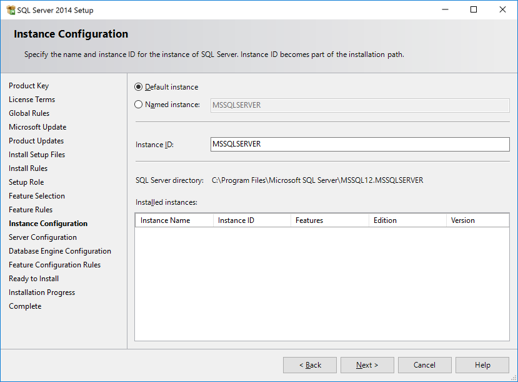 SQL Server 2014 Setup
Instance Configuration
Specify the name and instance ID for the instance of SQL Server. Instance ID becomes part of the installation path.
Product Key
License Terms
Global Rules
Microsoft Update
Product Updates
Install Setup Files
Install Rules
Setup Role
Feature Selection
Feature Rules
Instance Configuration
Server Configuration
Database Engine Configuration
Feature Configuration Rules
Ready to Install
Installation Progress
Complete
Default instance
Named instance: MSSQLSERVER
Instance ID: MSSQLSERVER
SQL Server directory: C:\Program Files\Microsoft SQL Server\MSSQL12.MSSQLSERVER
Installed instances:
Instance Name Instance ID Features Edition Version
< Back Next > Cancel Help